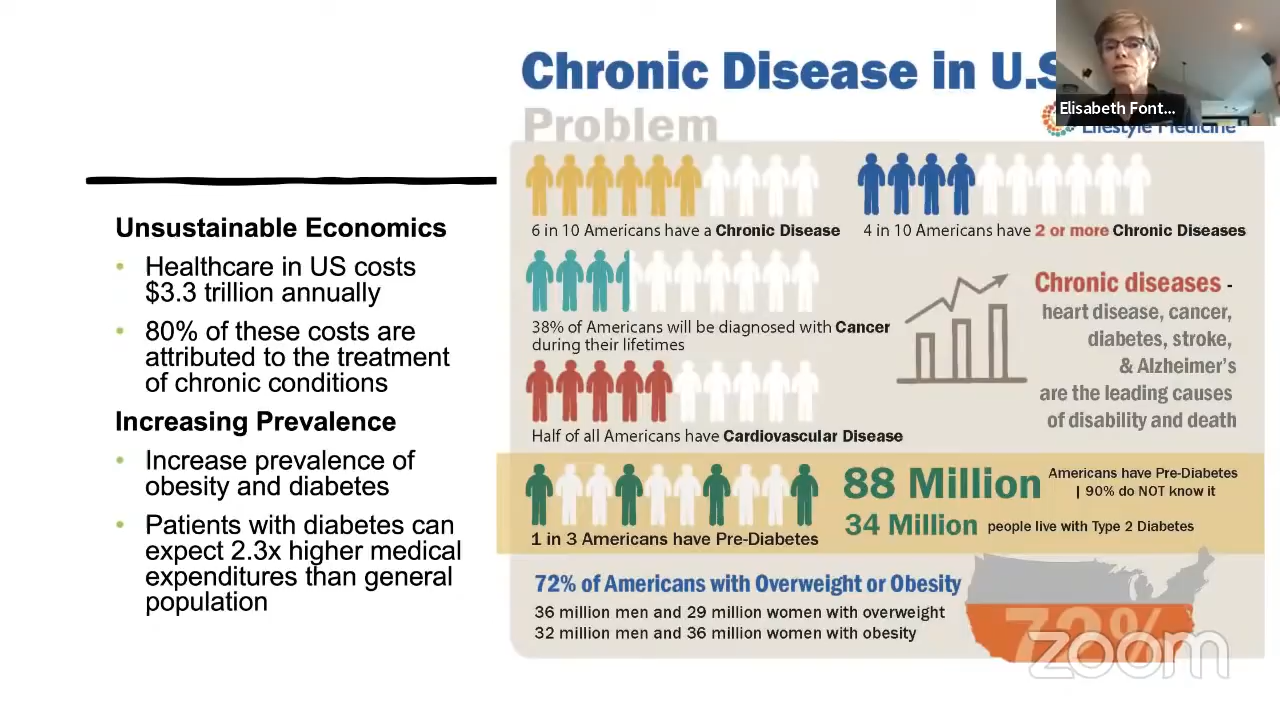 Chronic Disease in U.S
Problem
Elisabeth Font...
Lifestyle Medicine
Unsustainable Economics
• Healthcare in US costs
$3.3 trillion annually
• 80% of these costs are
attributed to the treatment
of chronic conditions
Increasing Prevalence
• Increase prevalence of
obesity and diabetes
• Patients with diabetes can
expect 2.3x higher medical
expenditures than general
population
6 in 10 Americans have a Chronic Disease
4 in 10 Americans have 2 or more Chronic Diseases
38% of Americans will be diagnosed with Cancer
during their lifetimes
Chronic diseases -
heart disease, cancer,
diabetes, stroke,
& Alzheimer's
are the leading causes
of disability and death
Half of all Americans have Cardiovascular Disease
1 in 3 Americans have Pre-Diabetes
88 Million Americans have Pre-Diabetes
| 90% do NOT know it
34 Million people live with Type 2 Diabetes
72% of Americans with Overweight or Obesity
36 million men and 29 million women with overweight
32 million men and 36 million women with obesity
72%
zoom